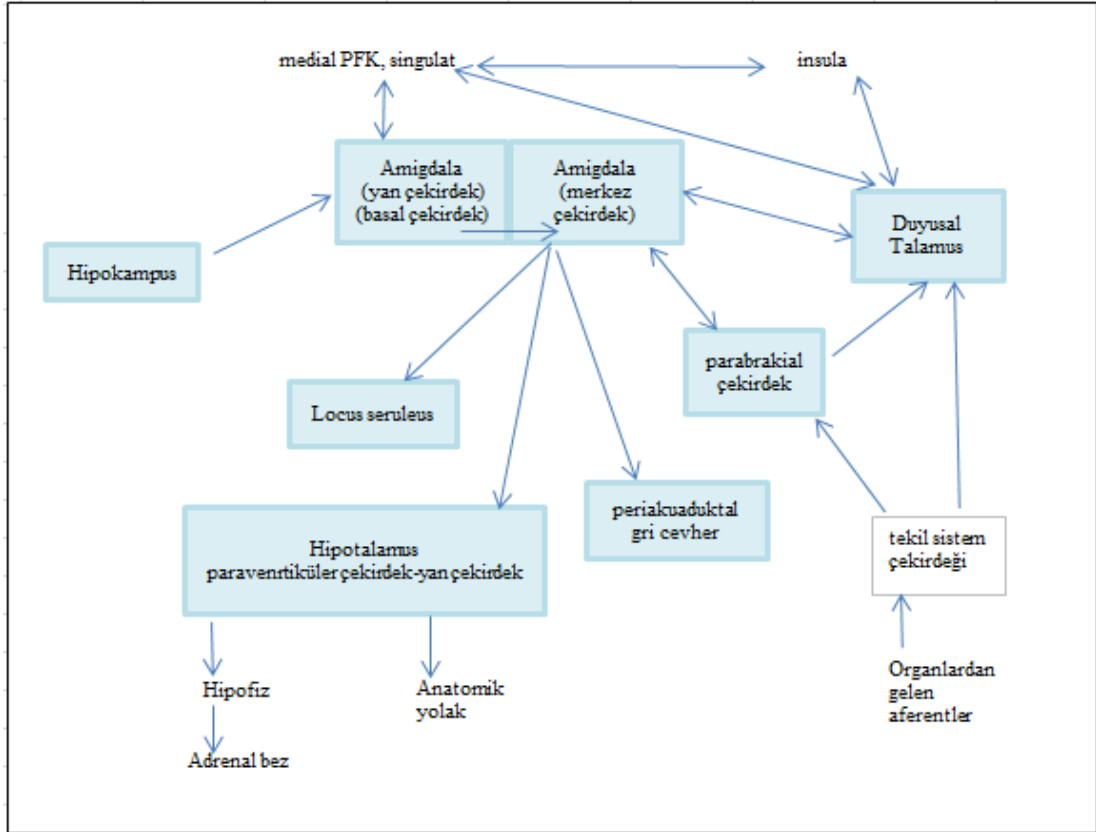 medial PFK, singulat
insula
Amigdala
(yan çekirdek)
(basal çekirdek)
Amigdala
(merkez
çekirdek)
Duyusal
Talamus
Hipokampus
parabrakial
çekirdek
Locus seruleus
periakuaduktal
gri cevher
Hipotalamus
paravenrtiküler çekirdek-yan çekirdek
tekil sistem
çekirdeği
Hipofiz
Anatomik
yolak
Organlardan
gelen
aferentler
Adrenal bez